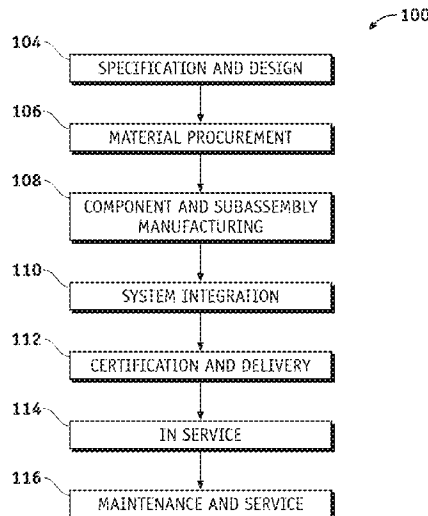 100
104
SPECIFICATION AND DESIGN
106
MATERIAL PROCUREMENT
108
COMPONENT AND SUBASSEMBLY
MANUFACTURING
110
SYSTEM INTEGRATION
112
CERTIFICATION AND DELIVERY
114
IN SERVICE
116
MAINTENANCE AND SERVICE